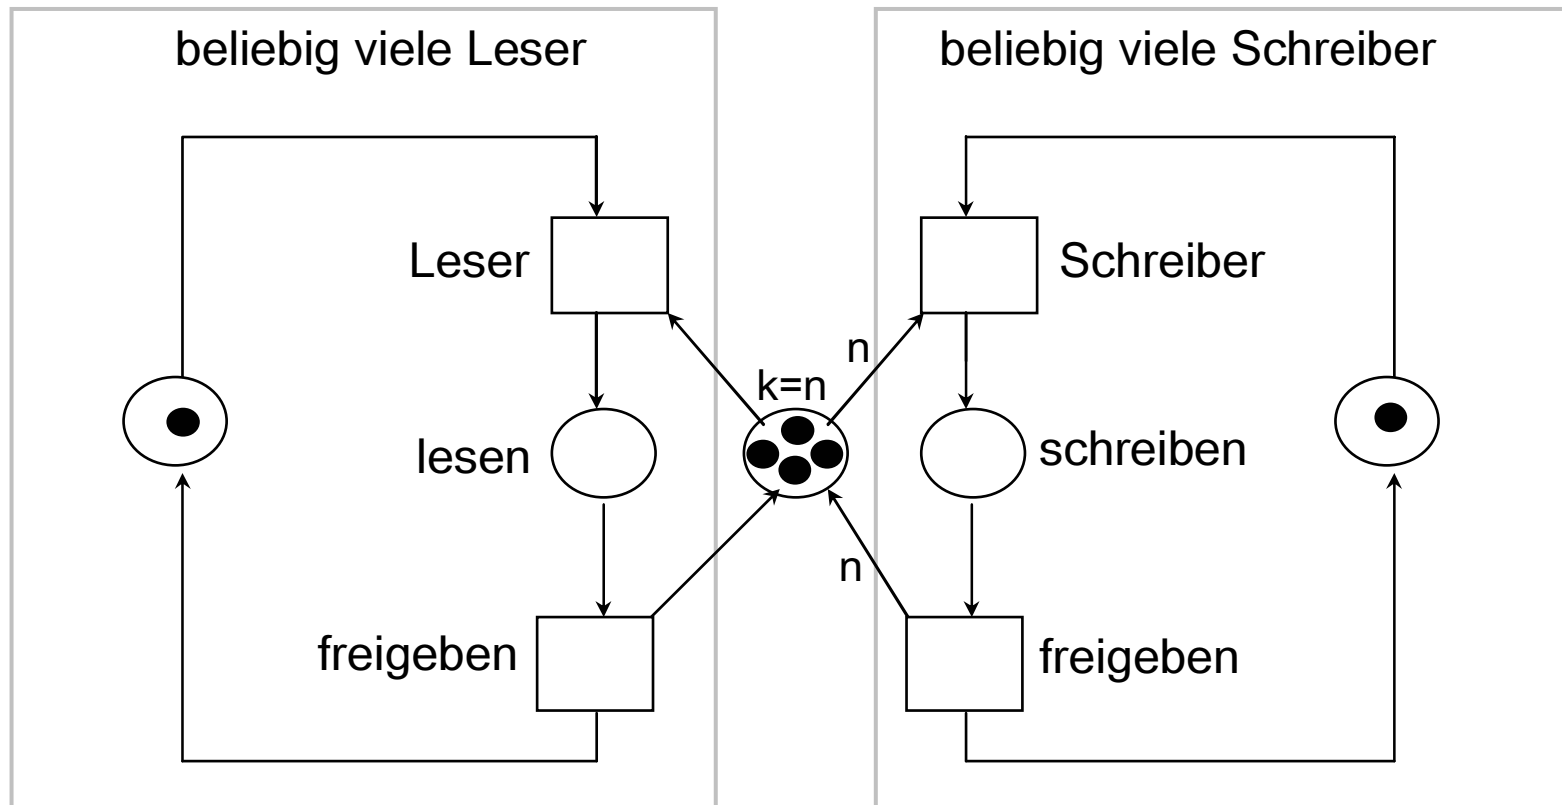 beliebig viele Leser
beliebig viele Schreiber
Leser
Schreiber
n
k=n
lesen
schreiben
n
freigeben
freigeben